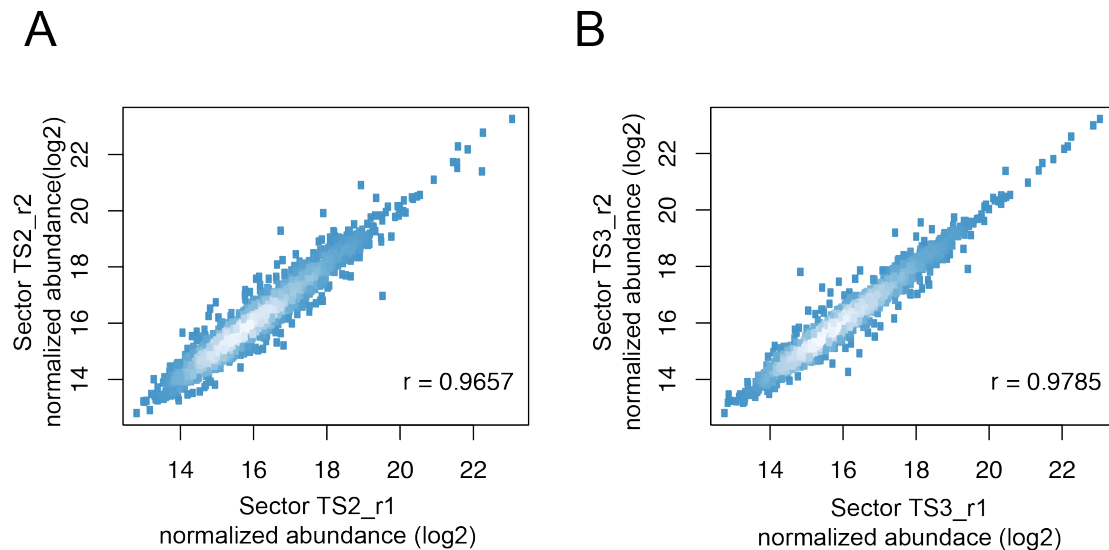 A
B
Sector TS2_r2
normalized abundance(log2)
22
20
18
16
14
r = 0.9657
14 16 18 20 22
Sector TS2_r1
normalized abundance (log2)
Sector TS3_r2
normalized abundance (log2)
22
20
18
16
14
r = 0.9785
14 16 18 20 22
Sector TS3_r1
normalized abundace (log2)